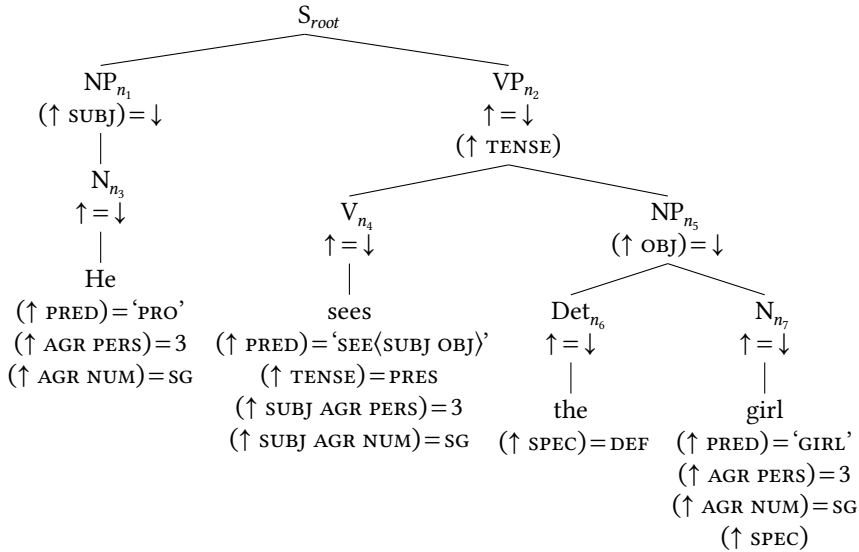 S_root
NP_n₁ VP_n₂
(↑ SUBJ) = ↓ ↑ = ↓
(↑ TENSE)
N_n₃ V_n₄ NP_n₅
↑ = ↓ ↑ = ↓ (↑ OBJ) = ↓
He sees Det_n₆ N_n₇
(↑ PRED) = ‘PRO’ (↑ PRED) = ‘SEE⟨SUBJ OBJ⟩’ ↑ = ↓ ↑ = ↓
(↑ AGR PERS) = 3 (↑ TENSE) = PRES
(↑ AGR NUM) = SG (↑ SUBJ AGR PERS) = 3 the girl
(↑ SUBJ AGR NUM) = SG (↑ SPEC) = DEF (↑ PRED) = ‘GIRL’
(↑ AGR PERS) = 3
(↑ AGR NUM) = SG
(↑ SPEC)